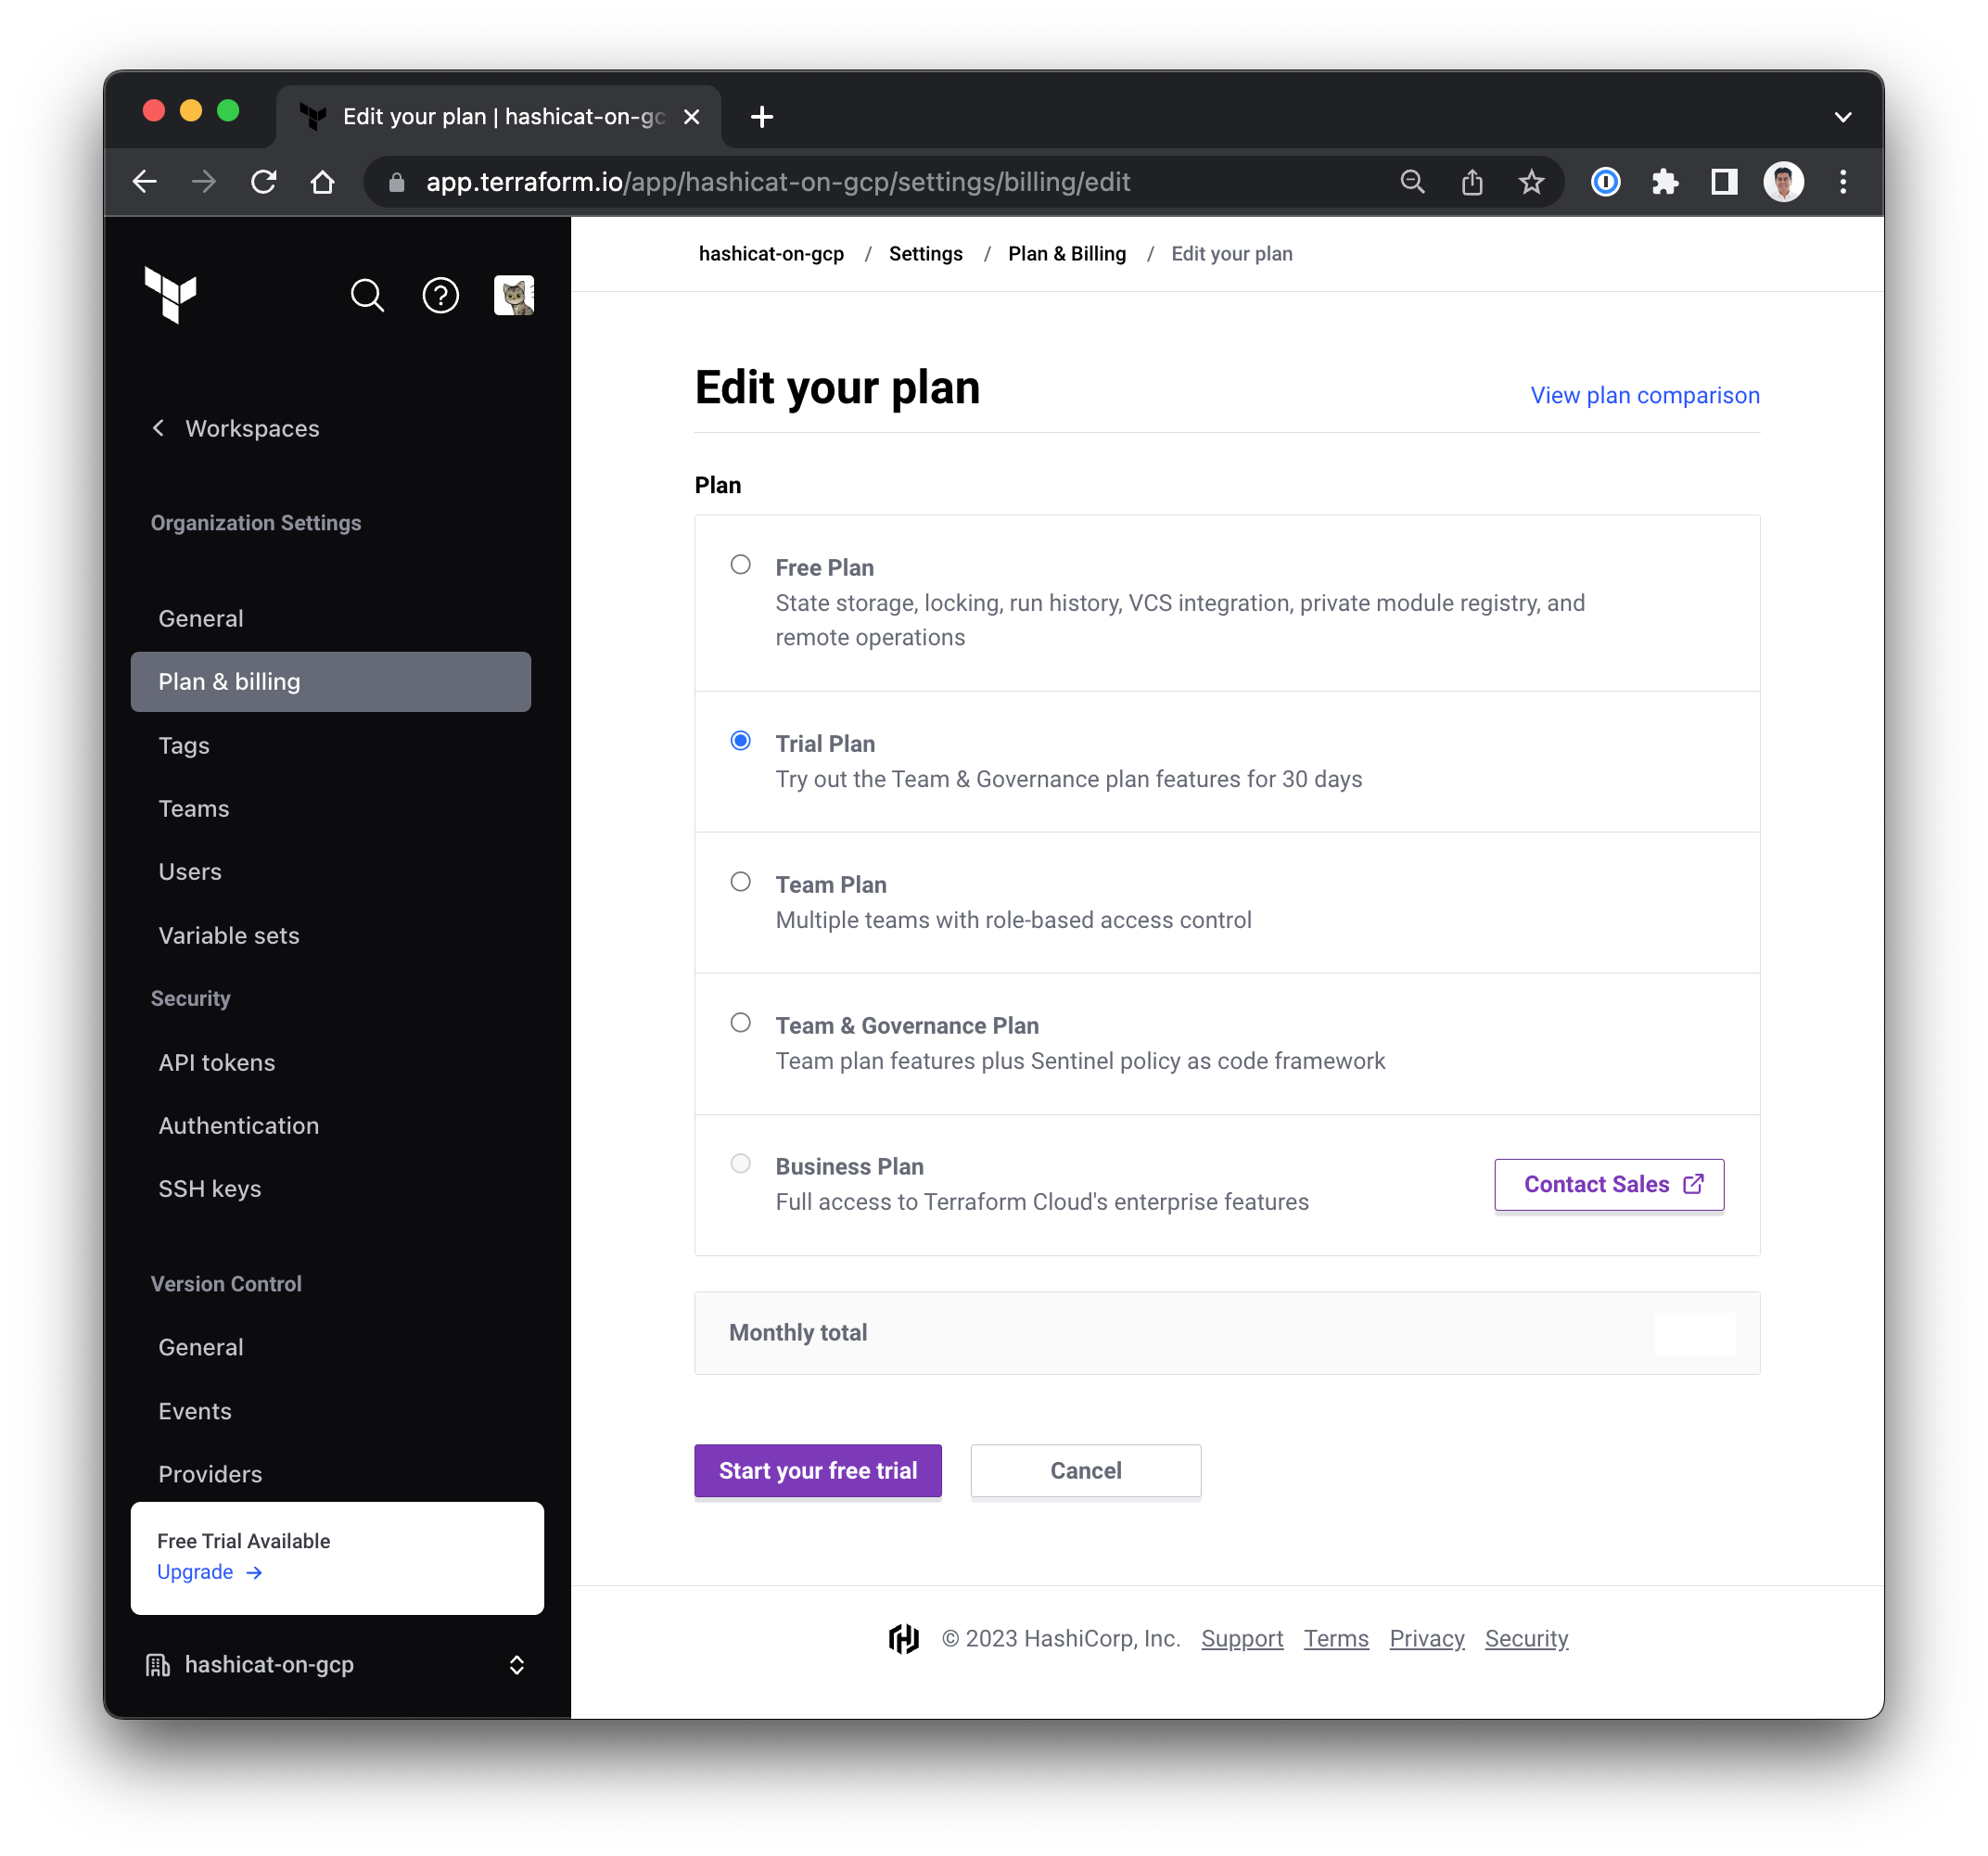 Edit your plan | hashicat-on-gc
app.terraform.io/app/hashicat-on-gcp/settings/billing/edit
Workspaces
Organization Settings
General
Plan & billing
Tags
Teams
Users
Variable sets
Security
API tokens
Authentication
SSH keys
Version Control
General
Events
Providers
Free Trial Available
Upgrade →
hashicat-on-gcp
hashicat-on-gcp / Settings / Plan & Billing / Edit your plan
Edit your plan
View plan comparison
Plan
Free Plan
State storage, locking, run history, VCS integration, private module registry, and
remote operations
Trial Plan
Try out the Team & Governance plan features for 30 days
Team Plan
Multiple teams with role-based access control
Team & Governance Plan
Team plan features plus Sentinel policy as code framework
Business Plan
Full access to Terraform Cloud's enterprise features
Contact Sales
Monthly total
Start your free trial
Cancel
© 2023 HashiCorp, Inc. Support Terms Privacy Security